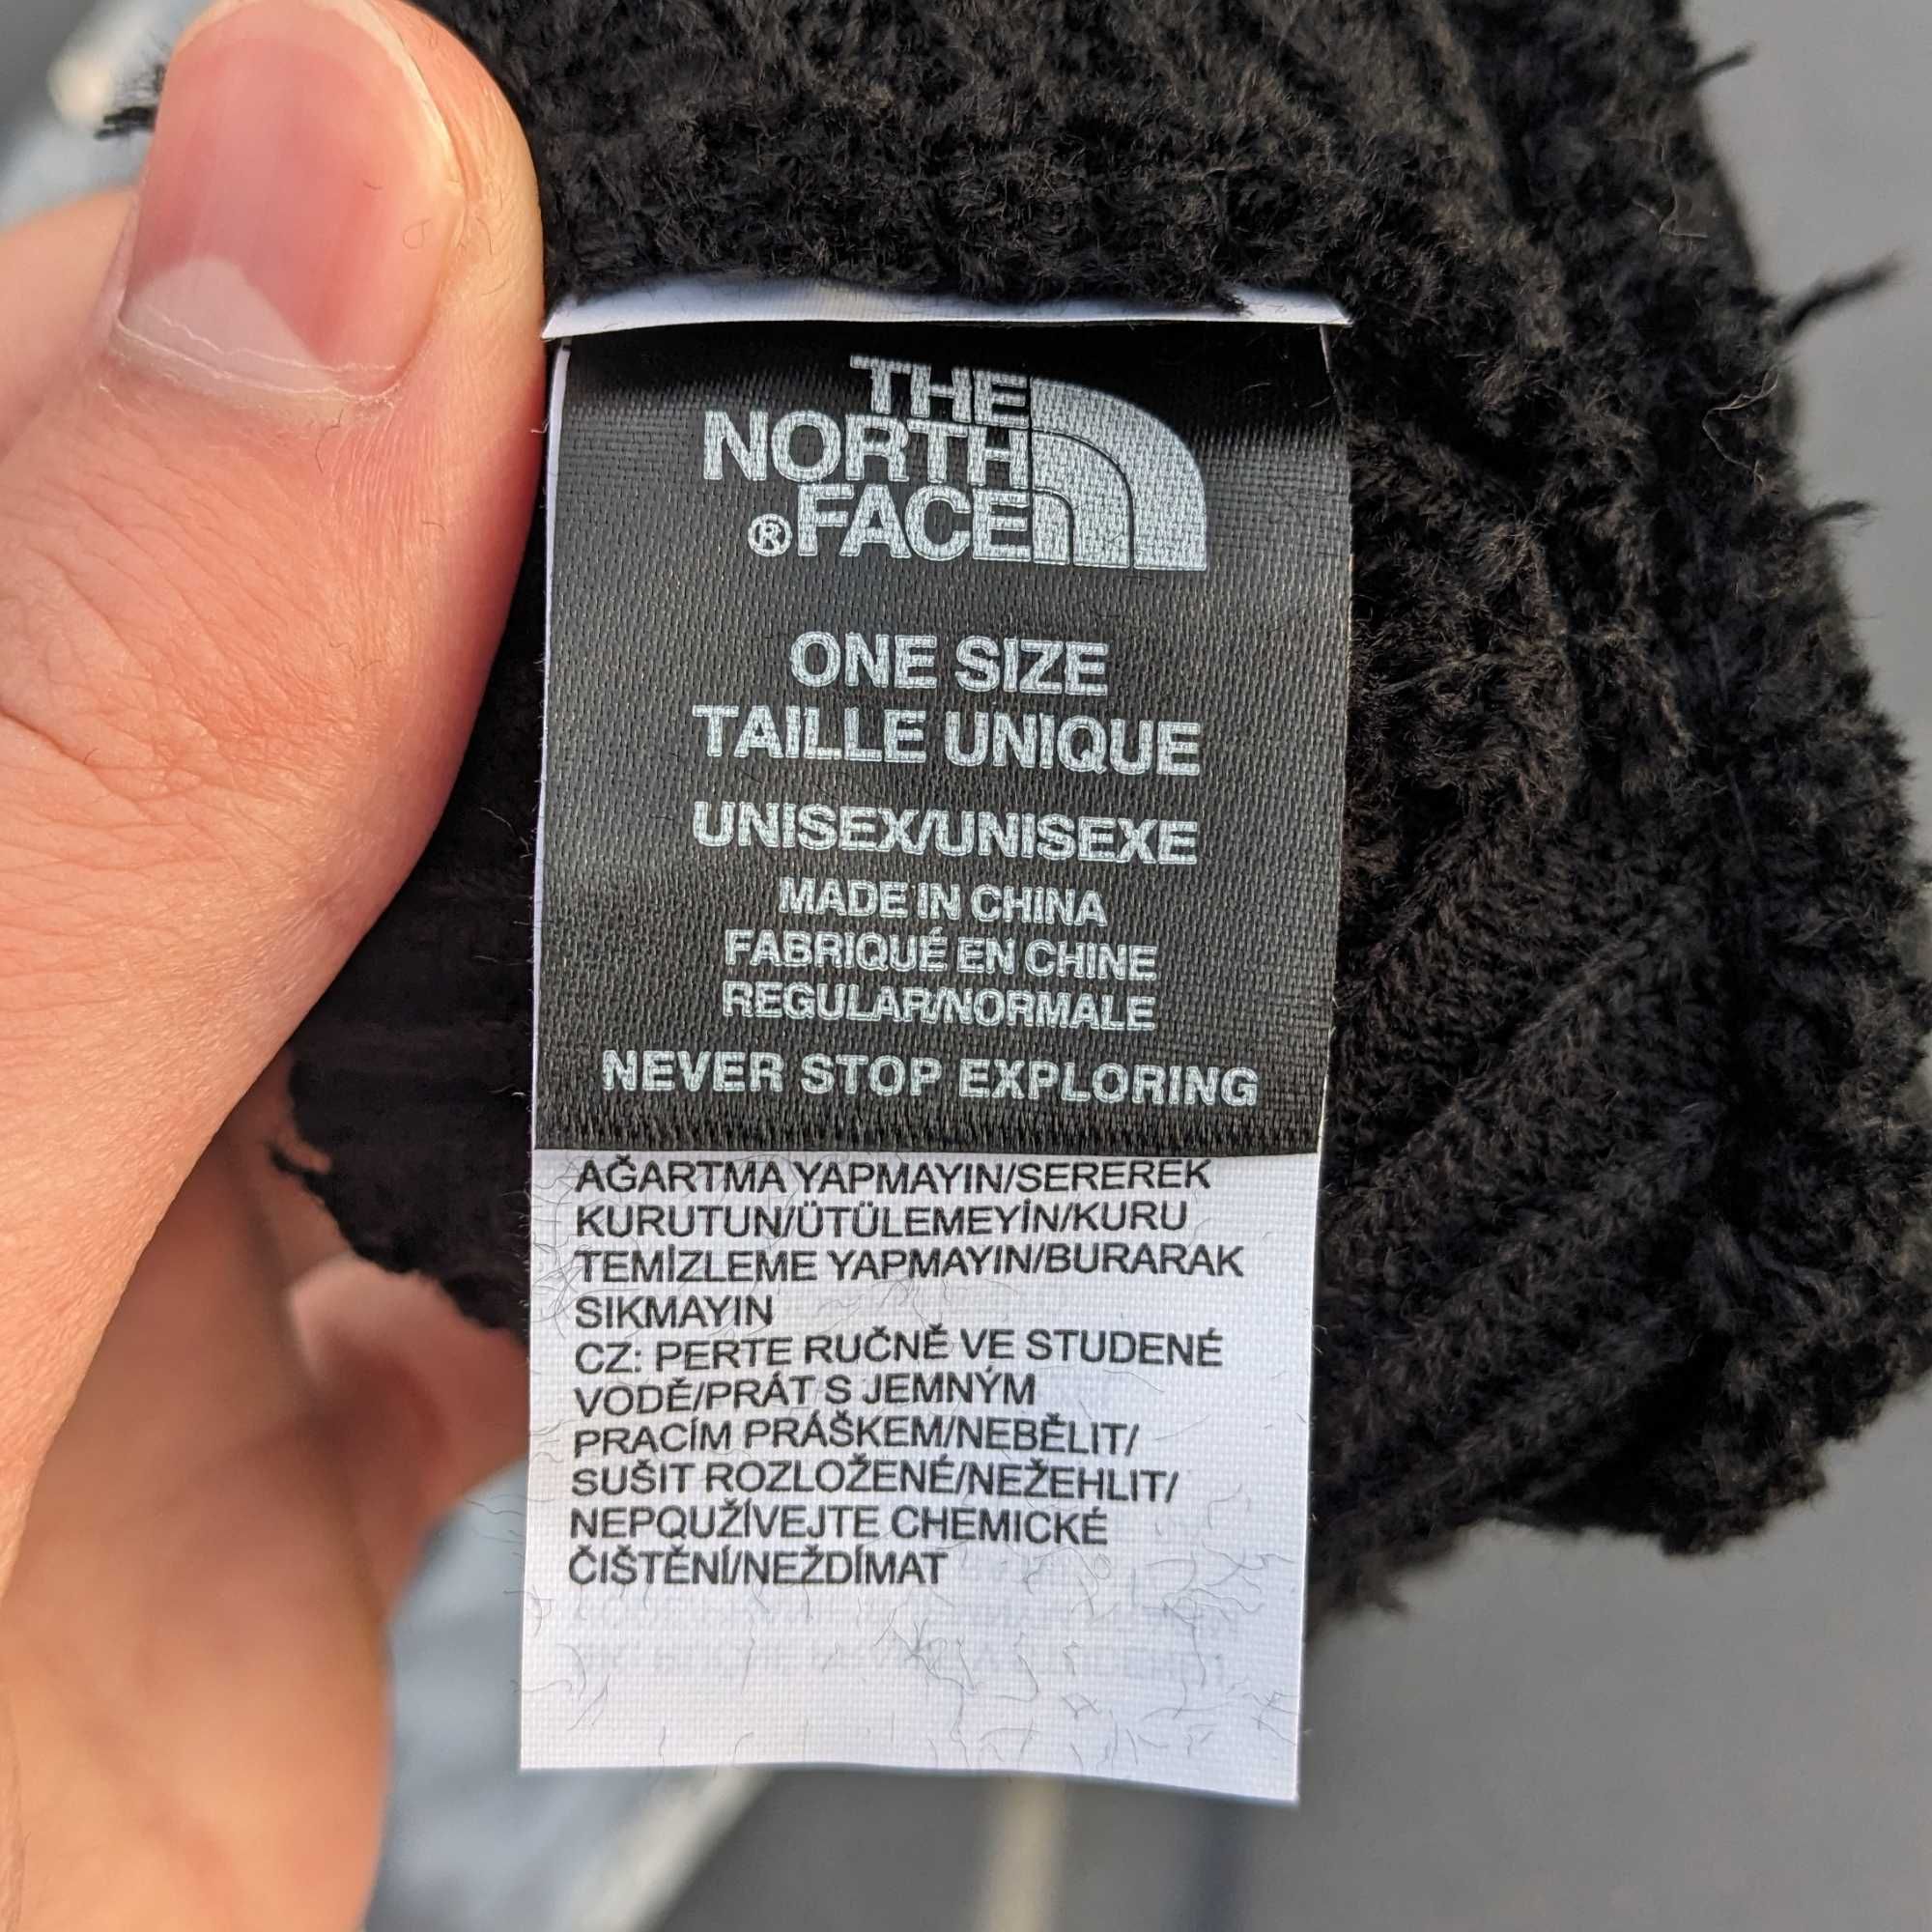 THE
NORTH
®FACE
ONE SIZE
TAILLE UNIQUE
UNISEX/UNISEXE
MADE IN CHINA
FABRIQUÉ EN CHINE
REGULAR/NORMALE
NEVER STOP EXPLORING
AĞARTMA YAPMAYIN/SEREREK
KURUTUN/ÜTÜLEMEYİN/KURU
TEMİZLEME YAPMAYIN/BURARAK
SIKMAYIN
CZ: PERTE RUČNĚ VE STUDENÉ
VODĚ/PRÁT S JEMNÝM
PRACÍM PRÁŠKEM/NEBĚLIT/
SUŠIT ROZLOŽENÉ/NEŽEHLIT/
NEPOUŽÍVEJTE CHEMICKÉ
ČIŠTĚNÍ/NEŽDÍMAT